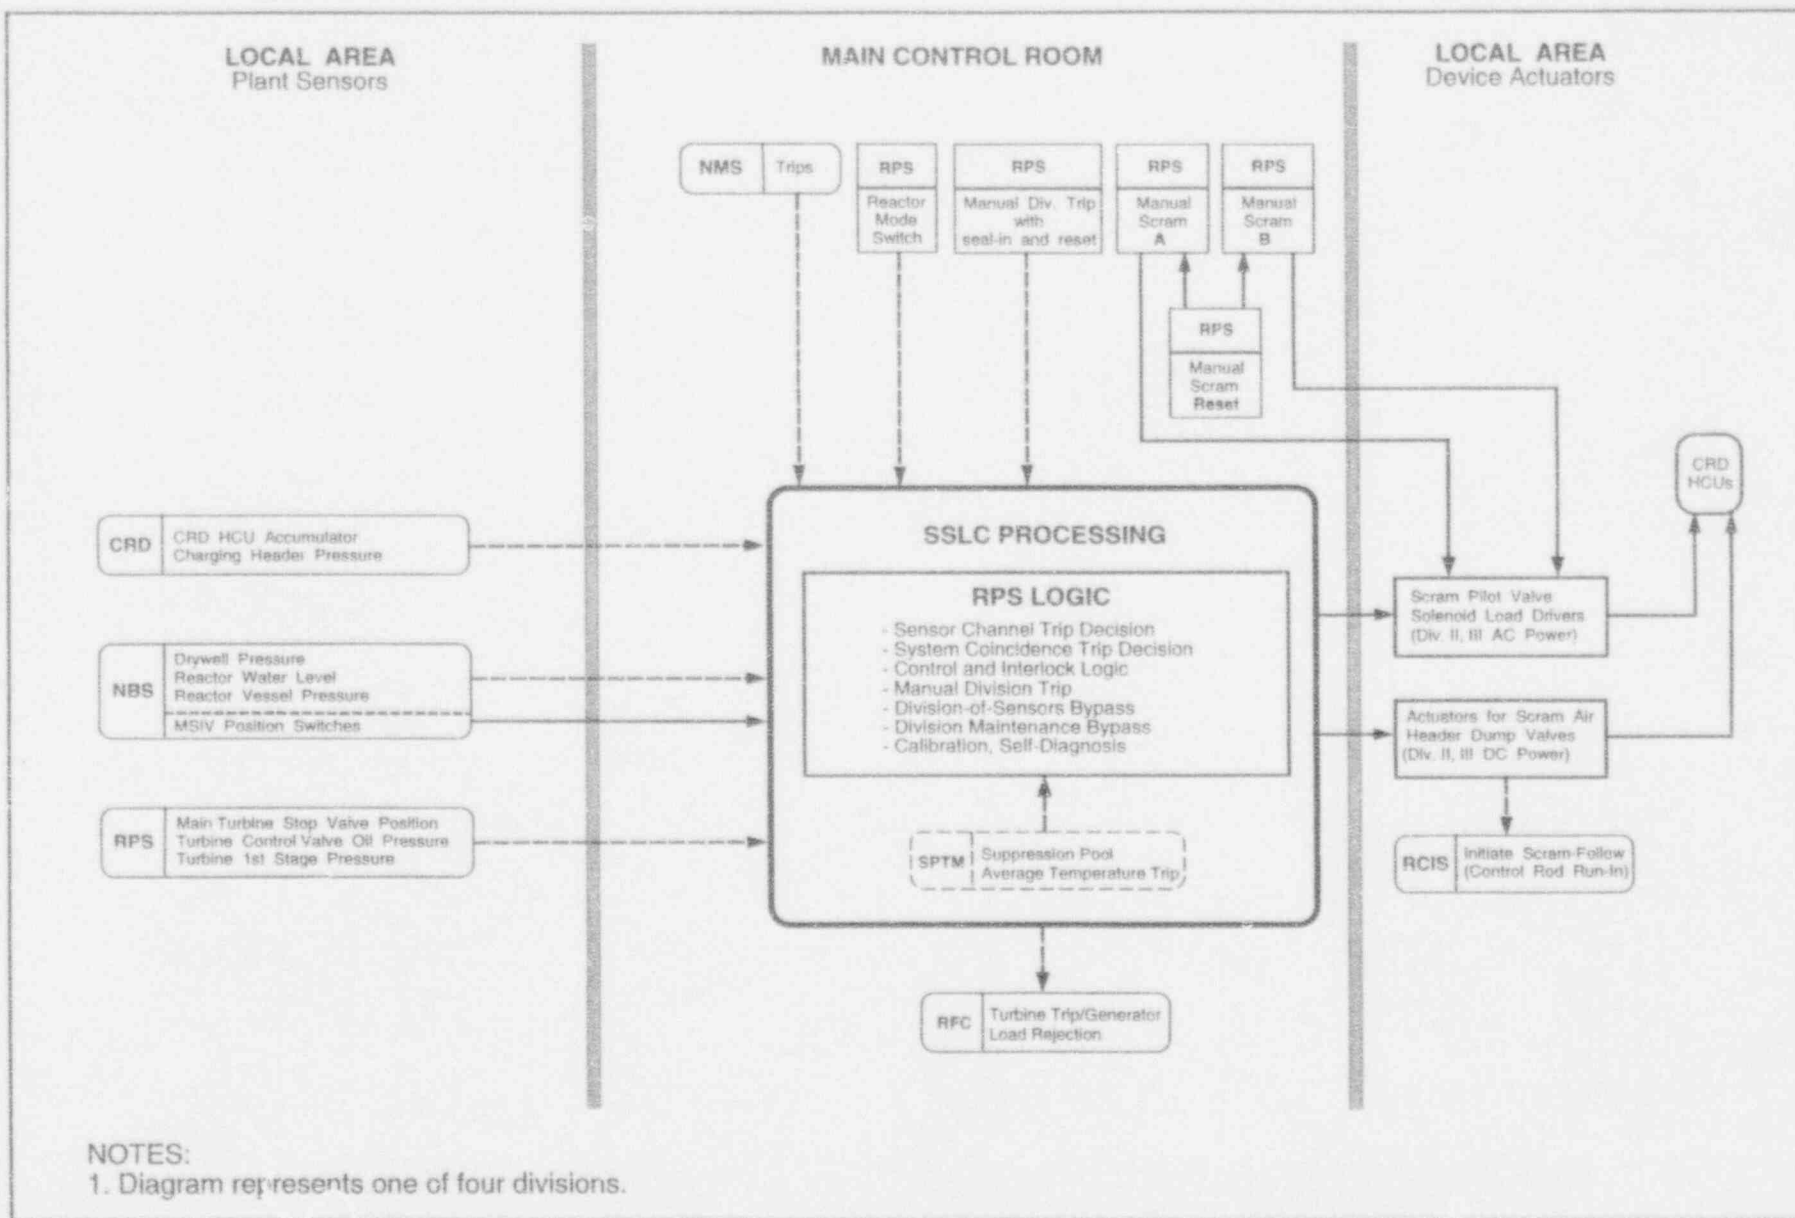 LOCAL AREA
Plant Sensors
MAIN CONTROL ROOM
LOCAL AREA
Device Actuators
NMS Trips
RPS
Reactor
Mode
Switch
RPS
Manual Div. Trip
with
seal-in and reset
RPS
Manual
Scram
A
RPS
Manual
Scram
B
RPS
Manual
Scram
Reset
CRD
HCUs
CRD
CRD HCU Accumulator
Charging Header Pressure
NBS
Drywell Pressure
Reactor Water Level
Reactor Vessel Pressure
MSIV Position Switches
RPS
Main Turbine Stop Valve Position
Turbine Control Valve Oil Pressure
Turbine 1st Stage Pressure
SSLC PROCESSING
RPS LOGIC
- Sensor Channel Trip Decision
- System Coincidence Trip Decision
- Control and Interlock Logic
- Manual Division Trip
- Division-of-Sensors Bypass
- Division Maintenance Bypass
- Calibration, Self-Diagnosis
SPTM
Suppression Pool
Average Temperature Trip
Scram Pilot Valve
Solenoid Load Drivers
(Div. II, III AC Power)
Actuators for Scram Air
Header Dump Valves
(Div. II, III DC Power)
RCIS
Initiate Scram-Follow
(Control Rod Run-In)
RFC
Turbine Trip/Generator
Load Rejection
NOTES:
1. Diagram represents one of four divisions.